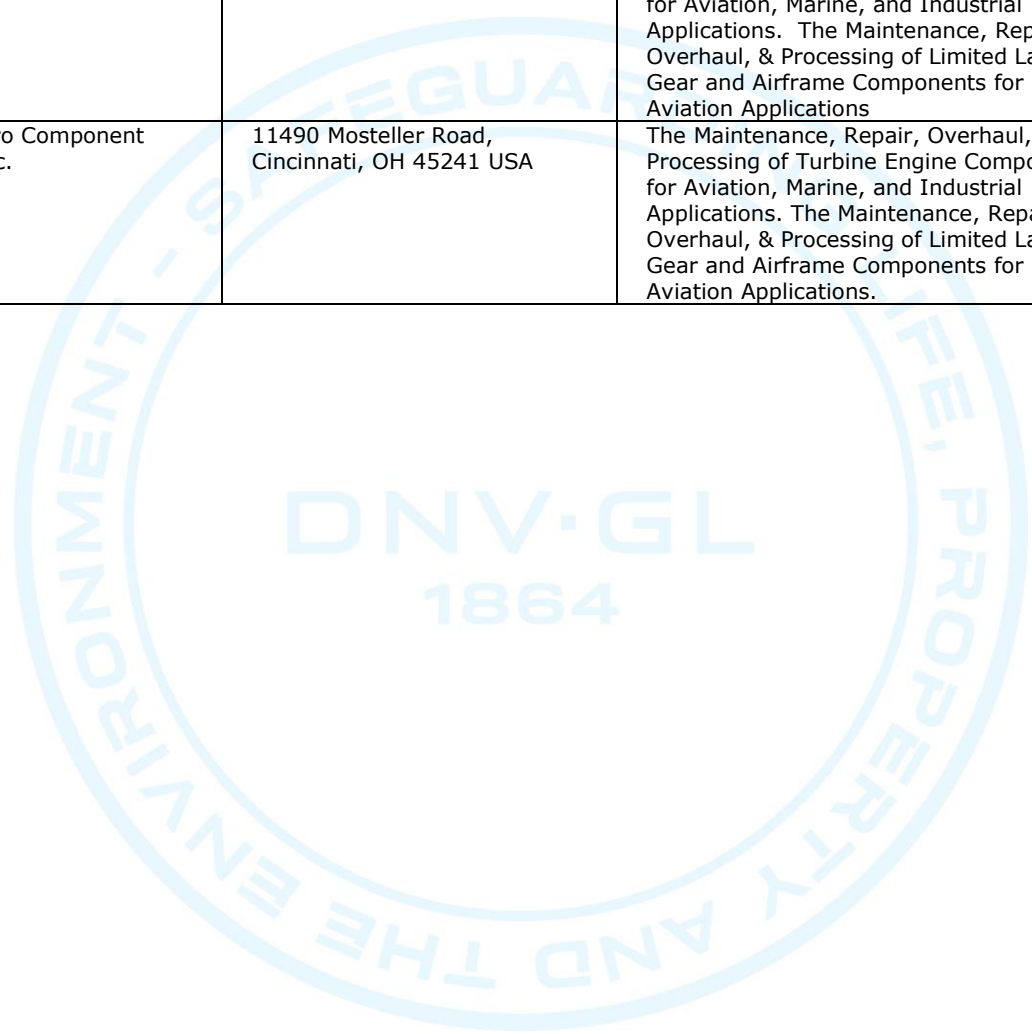 for Aviation, Marine, and Industrial
Applications. The Maintenance, Rep
Overhaul, & Processing of Limited La
Gear and Airframe Components for
Aviation Applications
ro Component
c.
11490 Mosteller Road,
Cincinnati, OH 45241 USA
The Maintenance, Repair, Overhaul,
Processing of Turbine Engine Compo
for Aviation, Marine, and Industrial
Applications. The Maintenance, Repa
Overhaul, & Processing of Limited La
Gear and Airframe Components for
Aviation Applications.
SAFEGUARDING LIFE, PROPERTY AND THE ENVIRONMENT -
DNV·GL
1864